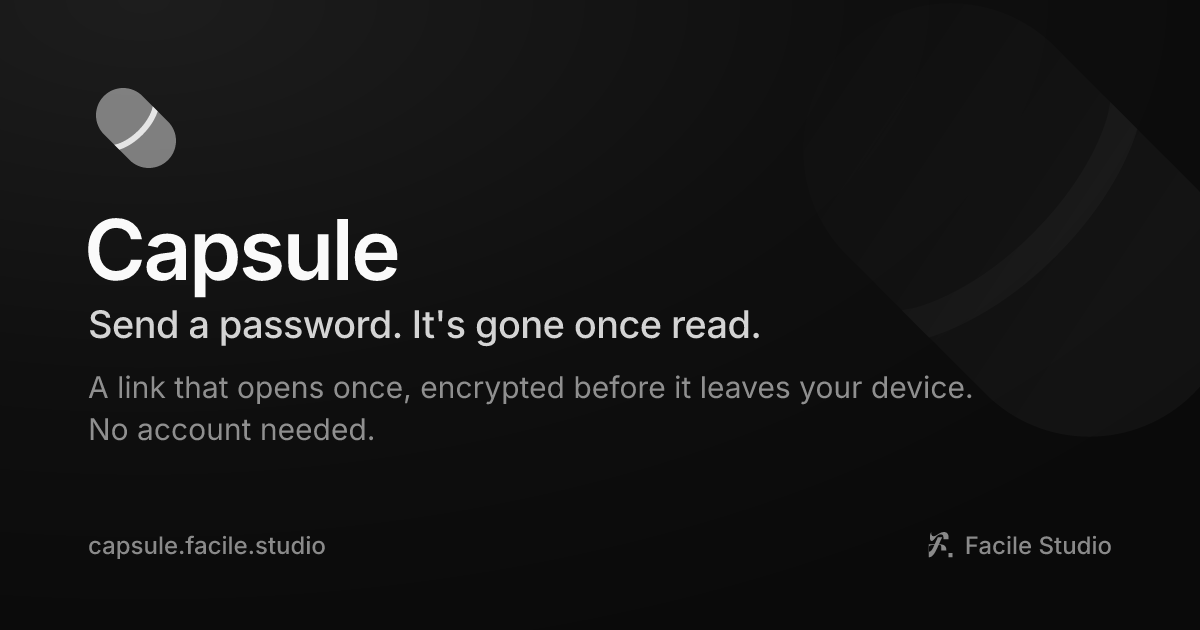 Capsule
Send a password. It's gone once read.
A link that opens once, encrypted before it leaves your device.
No account needed.
capsule.facile.studio
Facile Studio